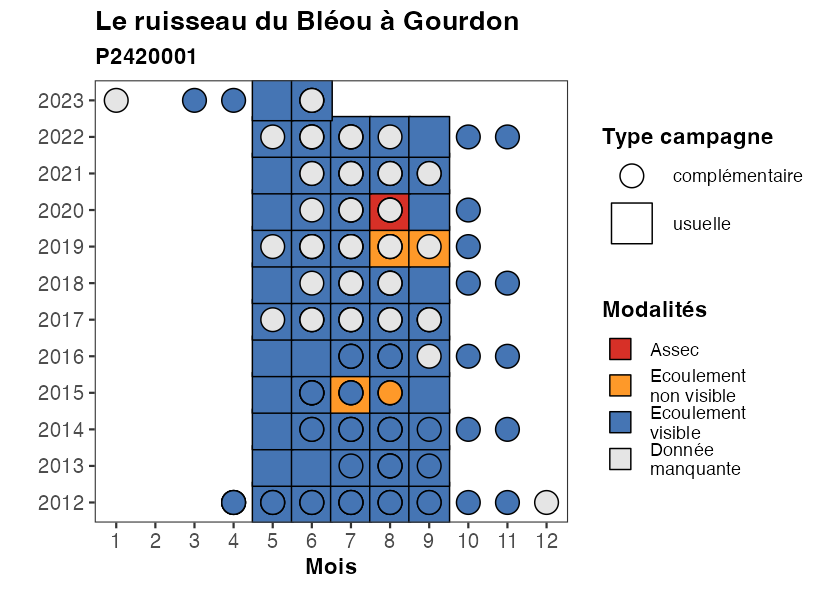 Le ruisseau du Bléou à Gourdon
P2420001
2023
2022
2021
2020
2019
2018
2017
2016
2015
2014
2013
2012
1 2 3 4 5 6 7 8 9 10 11 12
Mois
Type campagne
complémentaire
usuelle
Modalités
Assec
Ecoulement
non visible
Ecoulement
visible
Donnée
manquante